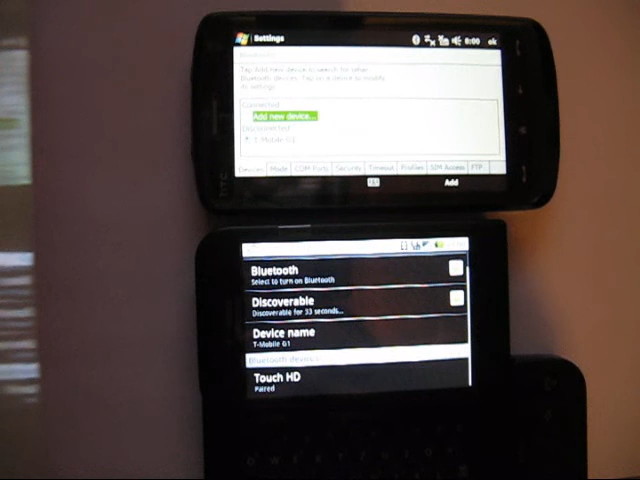 Settings
8:00 ok
Tap Add new device to search for other
Bluetooth devices. Tap on a device to modify
its settings.
Connected
Add new device...
Disconnected
T-Mobile G1
Devices Mode COM Ports Security Timeout Profiles SIM Access FTP
Add
hTC
Bluetooth
Select to turn on Bluetooth
Discoverable
Discoverable for 33 seconds...
Device name
T-Mobile G1
Bluetooth devices
Touch HD
Paired